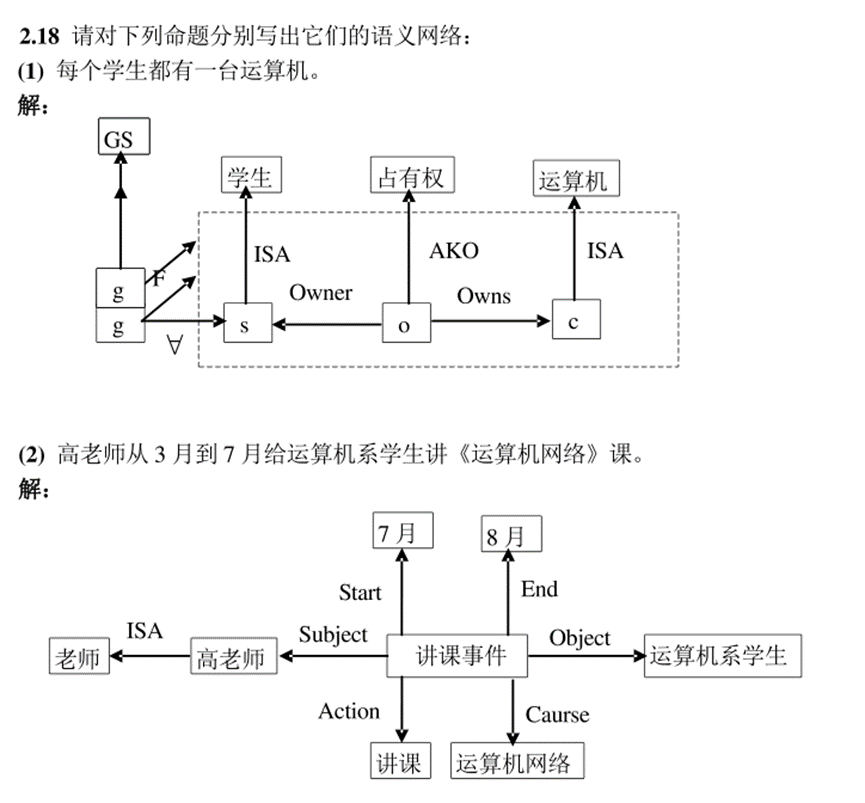 2.18 请对下列命题分别写出它们的语义网络：
(1) 每个学生都有一台运算机。
解：
GS
学生 占有权 运算机
ISA AKO ISA
F
g
Owner Owns
g s o c
∀
(2) 高老师从 3 月到 7 月给运算机系学生讲《运算机网络》课。
解：
7 月 8 月
Start End
ISA Subject Object
老师 高老师 讲课事件 运算机系学生
Action Caurse
讲课 运算机网络